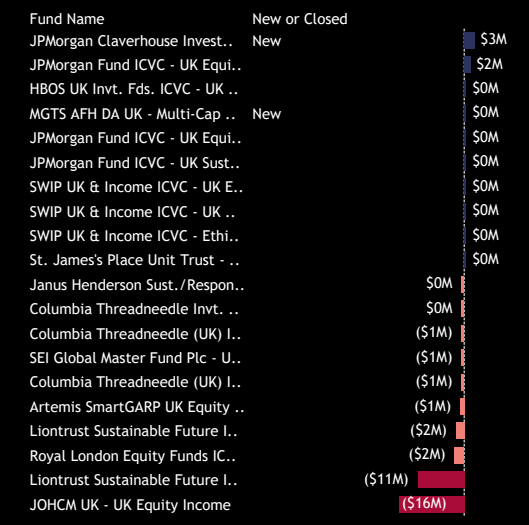 Fund Name New or Closed
JPMorgan Claverhouse Invest.. New $3M
JPMorgan Fund ICVC - UK Equi.. $2M
HBOS UK Invt. Fds. ICVC - UK .. $0M
MGTS AFH DA UK - Multi-Cap .. New $0M
JPMorgan Fund ICVC - UK Equi.. $0M
JPMorgan Fund ICVC - UK Sust.. $0M
SWIP UK & Income ICVC - UK E.. $0M
SWIP UK & Income ICVC - UK .. $0M
SWIP UK & Income ICVC - Ethi.. $0M
St. James's Place Unit Trust - .. $0M
Janus Henderson Sust./Respon.. $0M
Columbia Threadneedle Invt. .. $0M
Columbia Threadneedle (UK) I.. ($1M)
SEI Global Master Fund Plc - U.. ($1M)
Columbia Threadneedle (UK) I.. ($1M)
Artemis SmartGARP UK Equity .. ($1M)
Liontrust Sustainable Future I.. ($2M)
Royal London Equity Funds IC.. ($2M)
Liontrust Sustainable Future I.. ($11M)
JOHCM UK - UK Equity Income ($16M)